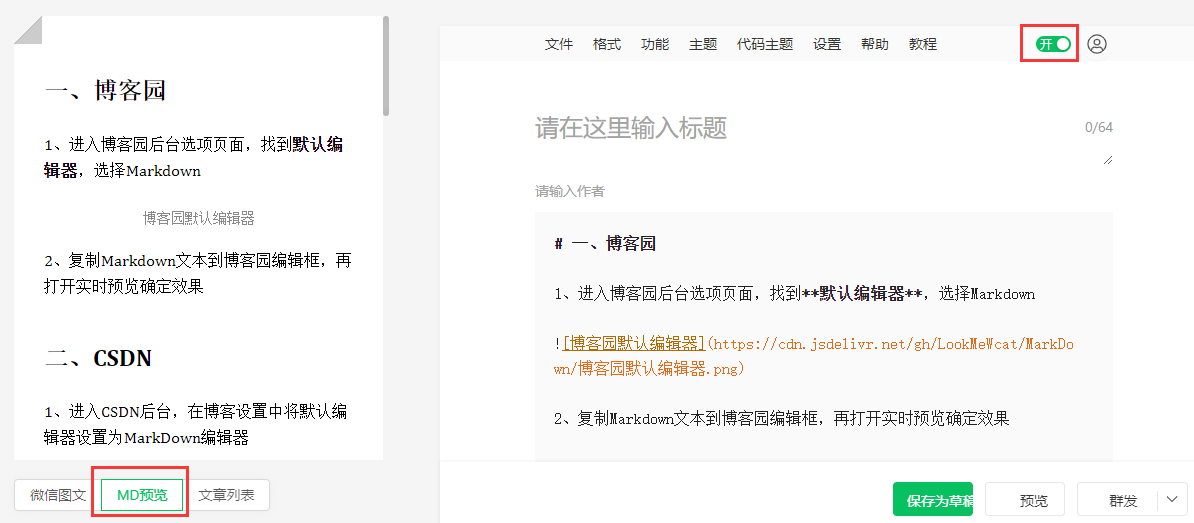 一、博客园
1、进入博客园后台选项页面，找到默认编
辑器，选择Markdown
博客园默认编辑器
2、复制Markdown文本到博客园编辑框，再
打开实时预览确定效果
二、CSDN
1、进入CSDN后台，在博客设置中将默认编
辑器设置为MarkDown编辑器
微信图文 MD预览 文章列表
文件 格式 功能 主题 代码主题 设置 帮助 教程 开
请在这里输入标题 0/64
请输入作者
# 一、博客园
1、进入博客园后台选项页面，找到**默认编辑器**，选择Markdown
![博客园默认编辑器](https://cdn.jsdelivr.net/gh/LookMeWcat/MarkDo
wn/博客园默认编辑器.png)
2、复制Markdown文本到博客园编辑框，再打开实时预览确定效果
保存为草稿 预览 群发